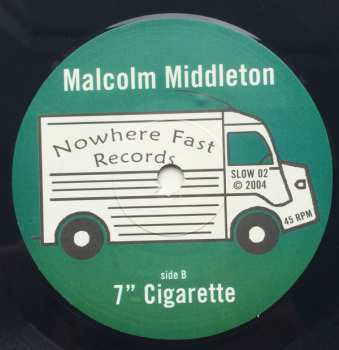 Malcolm Middleton
Nowhere Fast
Records
SLOW 02
© 2004
45 RPM
side B
7" Cigarette